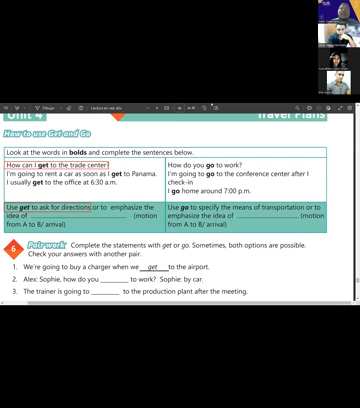 Unit 4
Travel Plans
How to use Get and Go
Look at the words in bolds and complete the sentences below.
How can I get to the trade center?
I'm going to rent a car as soon as I get to Panama.
I usually get to the office at 6:30 a.m.
How do you go to work?
I'm going to go to the conference after I
check-in
I go home around 7:00 p.m.
Use get to ask for directions or to emphasize the
idea of ______________ (motion
from A to B/ arrival)
Use go to specify the means of transportation or to
emphasize the idea of ______________ (motion
from A to B/ arrival)
6 Pair work Complete the statements with get or go. Sometimes, both options are possible.
Check your answers with another pair.
1. We're going to buy a charger when we __get__ to the airport.
2. Alex: Sophie, how do you ________ to work? Sophie: by car.
3. The trainer is going to ________ to the production plant after the meeting.